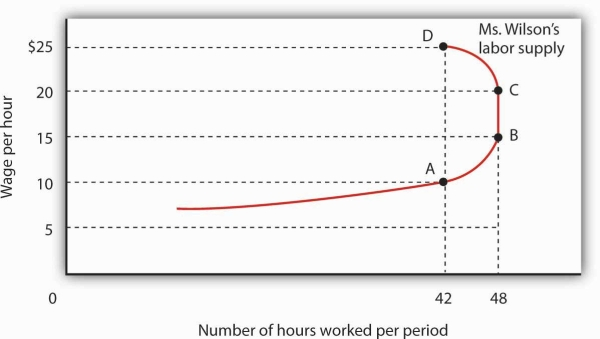 Ms. Wilson's
labor supply
D
$25
C
20
B
15
A
10
5
0
42 48
Wage per hour
Number of hours worked per period